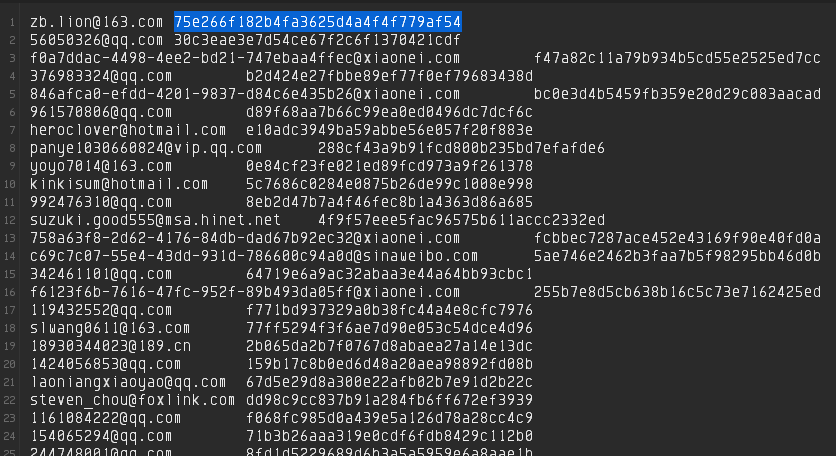 1 zb.lion@163.com 75e266f182b4fa3625d4a4f4f779af54
2 56050326@qq.com 30c3eae3e7d54ce67f2c6f1370421cdf
3 f0a7ddac-4498-4ee2-bd21-747ebaa4ffec@xiaonei.com f47a82c11a79b934b5cd55e2525ed7cc
4 376983324@qq.com b2d424e27fbbe89ef77f0ef79683438d
5 846afca0-efdd-4201-9837-d84c6e435b26@xiaonei.com bc0e3d4b5459fb359e20d29c083aacad
6 961570806@qq.com d89f68aa7b66c99ea0ed0496dc7dcf6c
7 heroclover@hotmail.com e10adc3949ba59abbe56e057f20f883e
8 panye1030660824@vip.qq.com 288cf43a9b91fcd800b235bd7efafde6
9 yoyo7014@163.com 0e84cf23fe021ed89fcd973a9f261378
10 kinkisum@hotmail.com 5c7686c0284e0875b26de99c1008e998
11 992476310@qq.com 8eb2d47b7a4f46fec8b1a4363d86a685
12 suzuki.good555@msa.hinet.net 4f9f57eee5fac96575b611accc2332ed
13 758a63f8-2d62-4176-84db-dad67b92ec32@xiaonei.com fcbbec7287ace452e43169f90e40fd0a
14 c69c7c07-55e4-43dd-931d-786600c94a0d@sinaweibo.com 5ae746e2462b3faa7b5f98295bb46d0b
15 342461101@qq.com 64719e6a9ac32abaa3e44a64bb93cbc1
16 f6123f6b-7616-47fc-952f-89b493da05ff@xiaonei.com 255b7e8d5cb638b16c5c73e7162425ed
17 119432552@qq.com f771bd937329a0b38fc44a4e8cfc7976
18 slwang0611@163.com 77ff5294f3f6ae7d90e053c54dce4d96
19 18930344023@189.cn 2b065da2b7f0767d8abaea27a14e13dc
20 1424056853@qq.com 159b17c8b0ed6d48a20aea98892fd08b
21 laoniangxiaoyao@qq.com 67d5e29d8a300e22afb02b7e91d2b22c
22 steven_chou@foxlink.com dd98c9cc837b91a284fb6ff672ef3939
23 1161084222@qq.com f068fc985d0a439e5a126d78a28cc4c9
24 154065294@qq.com 71b3b26aaa319e0cdf6fdb8429c112b0
25